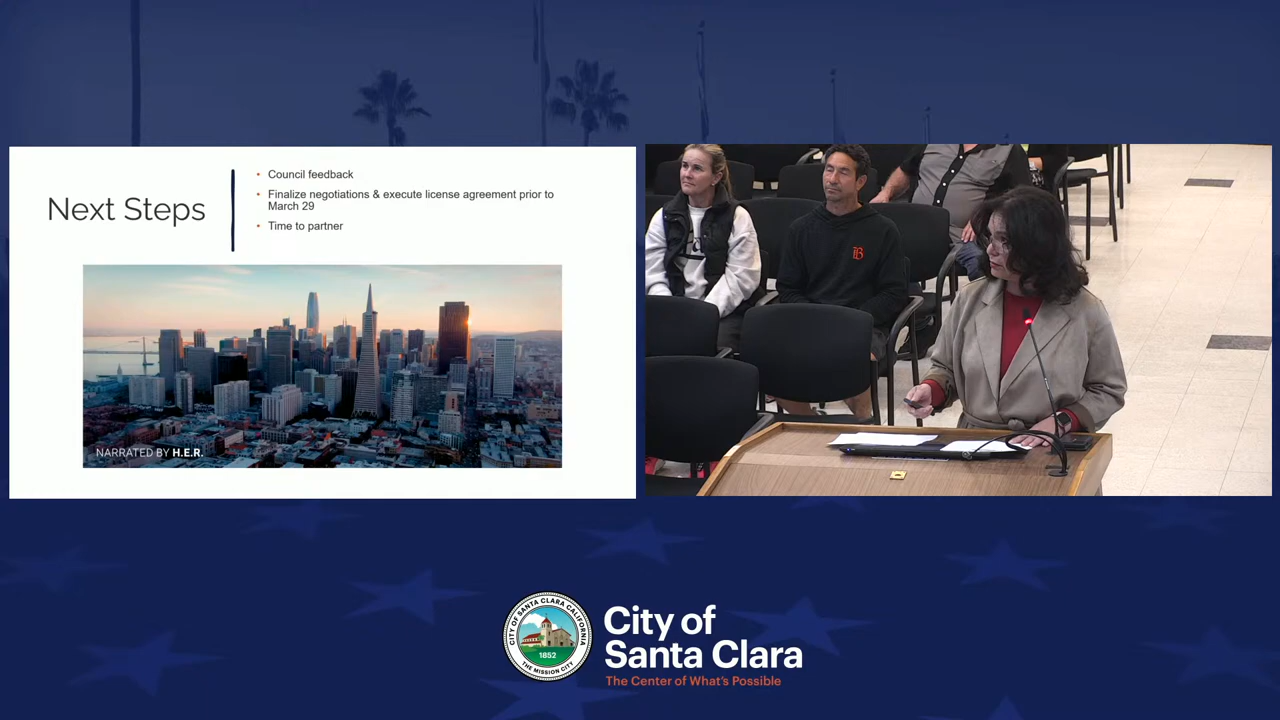 Next Steps
• Council feedback
• Finalize negotiations & execute license agreement prior to
March 29
• Time to partner
NARRATED BY H.E.R.
B
CITY OF SANTA CLARA CALIFORNIA
1852
THE MISSION CITY
City of
Santa Clara
The Center of What's Possible